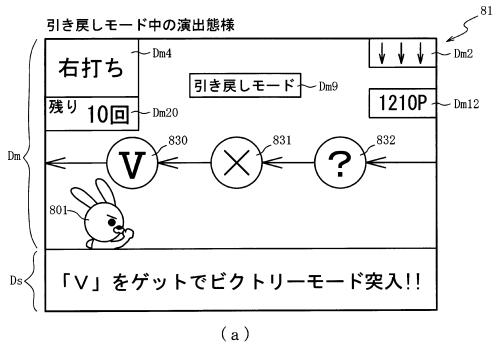 引き戻しモード中の演出態様
81
右打ち
Dm4
↓ ↓ ↓
Dm2
引き戻しモード
Dm9
残り 10回
Dm20
1210P
Dm12
Dm
V
830
×
831
?
832
801
Ds
「V」をゲットでビクトリーモード突入!!
(a)